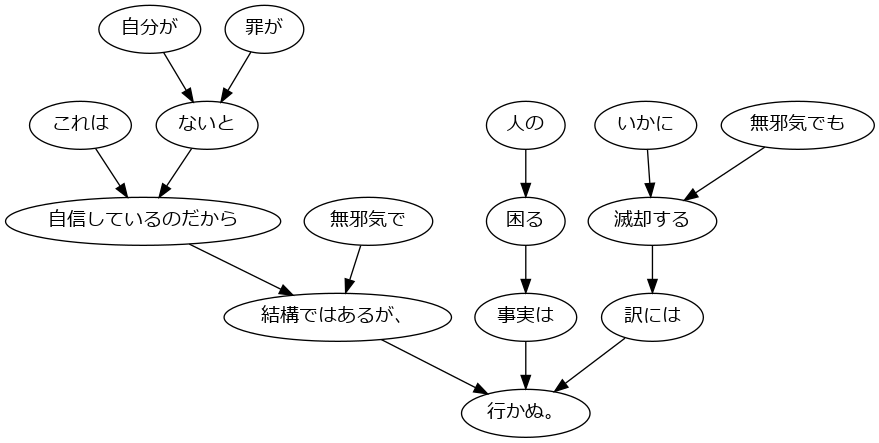 自分が 罪が
これは ないと 人の いかに 無邪気でも
自信しているのだから 無邪気で 困る 滅却する
結構ではあるが、 事実は 訳には
行かぬ。